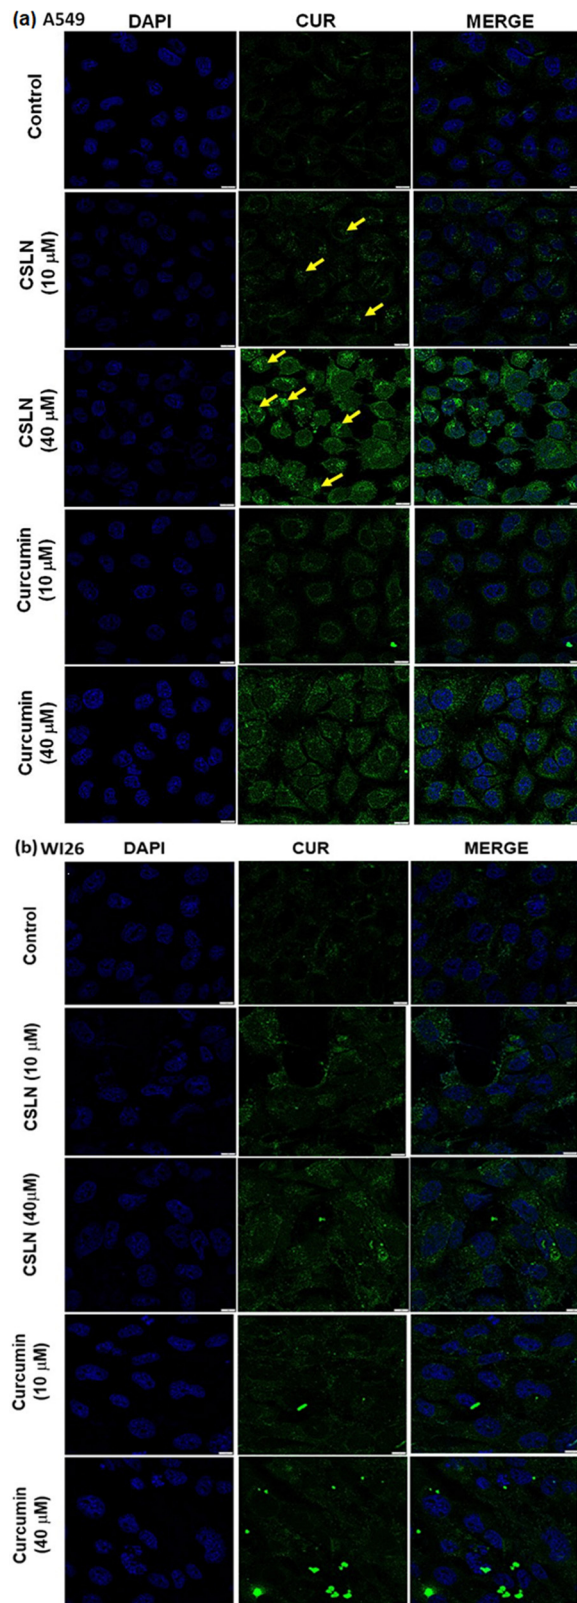 (a) A549 DAPI CUR MERGE
Control
CSLN
(10 µM)
CSLN
(40 µM)
Curcumin
(10 µM)
Curcumin
(40 µM)
(b) WI26 DAPI CUR MERGE
Control
CSLN (10 µM)
CSLN (40µM)
Curcumin
(10 µM)
Curcumin
(40 µM)